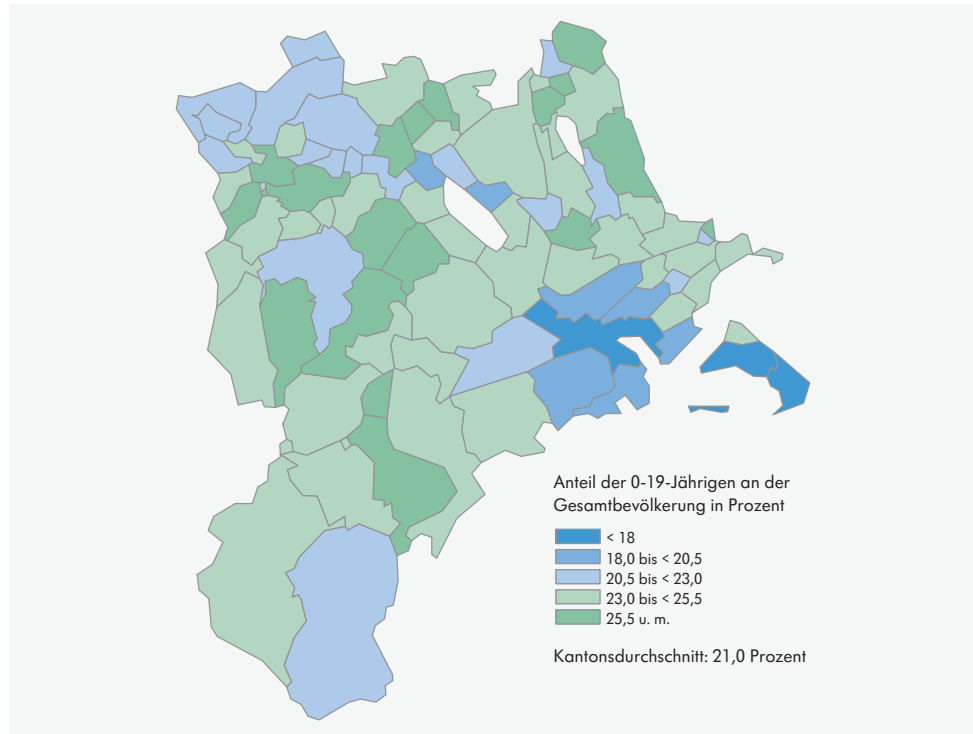 Anteil der 0-19-Jährigen an der
Gesamtbevölkerung in Prozent
< 18
18,0 bis < 20,5
20,5 bis < 23,0
23,0 bis < 25,5
25,5 u. m.
Kantonsdurchschnitt: 21,0 Prozent